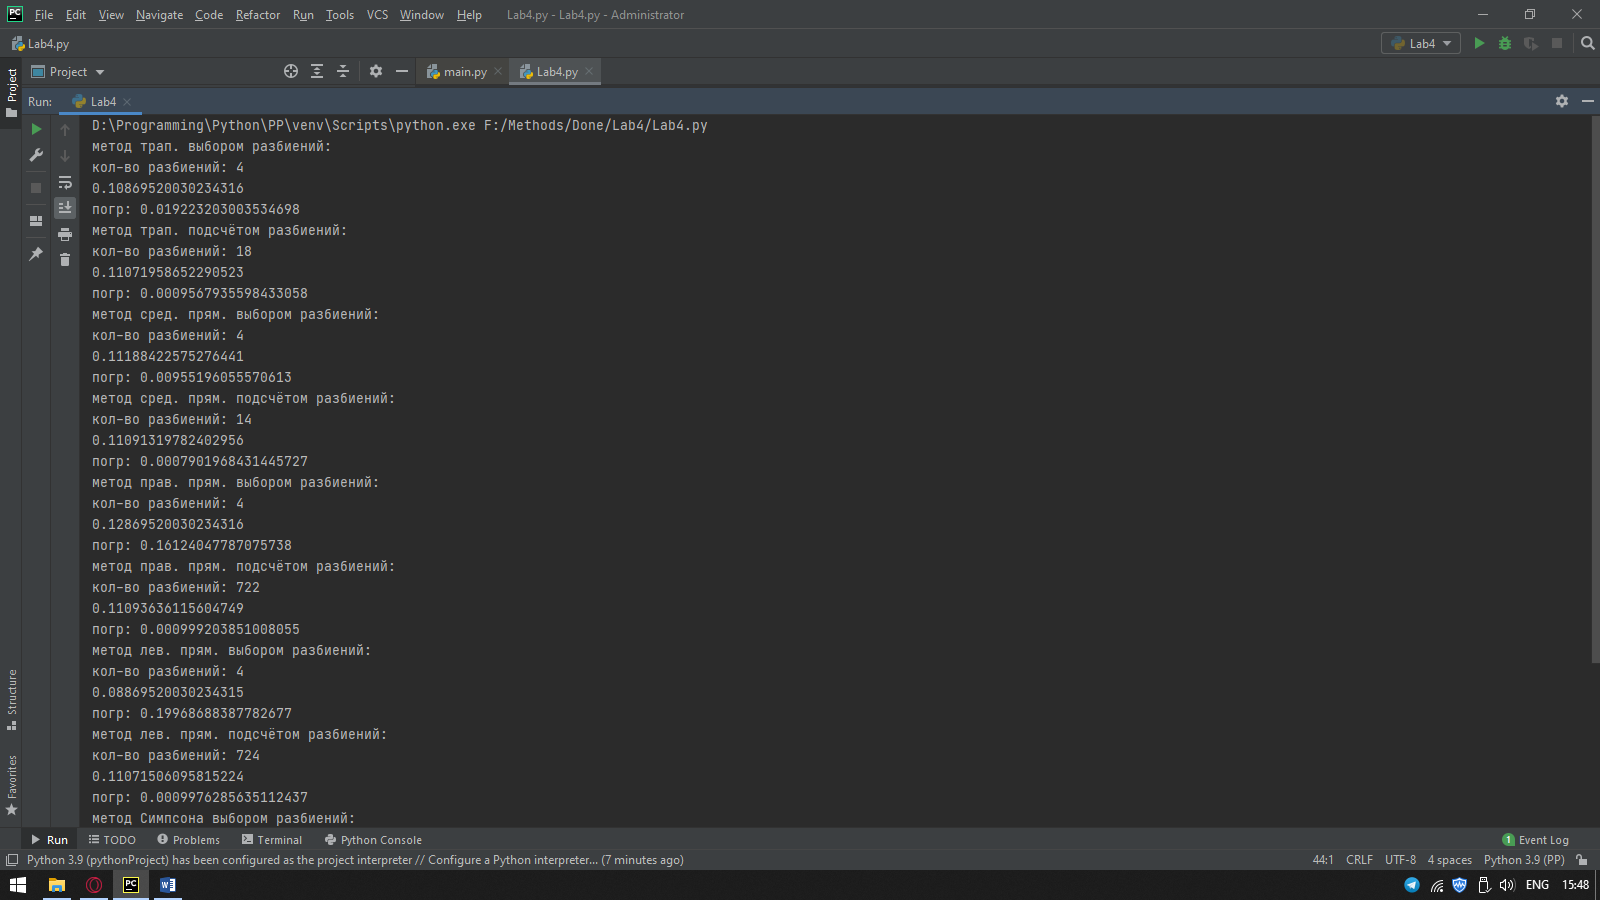 File Edit View Navigate Code Refactor Run Tools VCS Window Help Lab4.py - Lab4.py - Administrator
Lab4.py Lab4
Project main.py Lab4.py
Project
Run: Lab4
D:\Programming\Python\PP\venv\Scripts\python.exe F:/Methods/Done/Lab4/Lab4.py
метод трап. выбором разбиений:
кол-во разбиений: 4
0.10869520030234316
погр: 0.019223203003534698
метод трап. подсчётом разбиений:
кол-во разбиений: 18
0.11071958652290523
погр: 0.0009567935598433058
метод сред. прям. выбором разбиений:
кол-во разбиений: 4
0.11188422575276441
погр: 0.00955196055570613
метод сред. прям. подсчётом разбиений:
кол-во разбиений: 14
0.11091319782402956
погр: 0.0007901968431445727
метод прав. прям. выбором разбиений:
кол-во разбиений: 4
0.12869520030234316
погр: 0.16124047787075738
метод прав. прям. подсчётом разбиений:
кол-во разбиений: 722
0.11093636115604749
погр: 0.000999203851008055
метод лев. прям. выбором разбиений:
кол-во разбиений: 4
0.08869520030234315
погр: 0.19968688387782677
метод лев. прям. подсчётом разбиений:
кол-во разбиений: 724
0.11071506095815224
погр: 0.0009976285635112437
метод Симпсона выбором разбиений:
Structure
Favorites
Run TODO Problems Terminal Python Console 1 Event Log
Python 3.9 (pythonProject) has been configured as the project interpreter // Configure a Python interpreter... (7 minutes ago) 44:1 CRLF UTF-8 4 spaces Python 3.9 (PP)
ENG 15:48